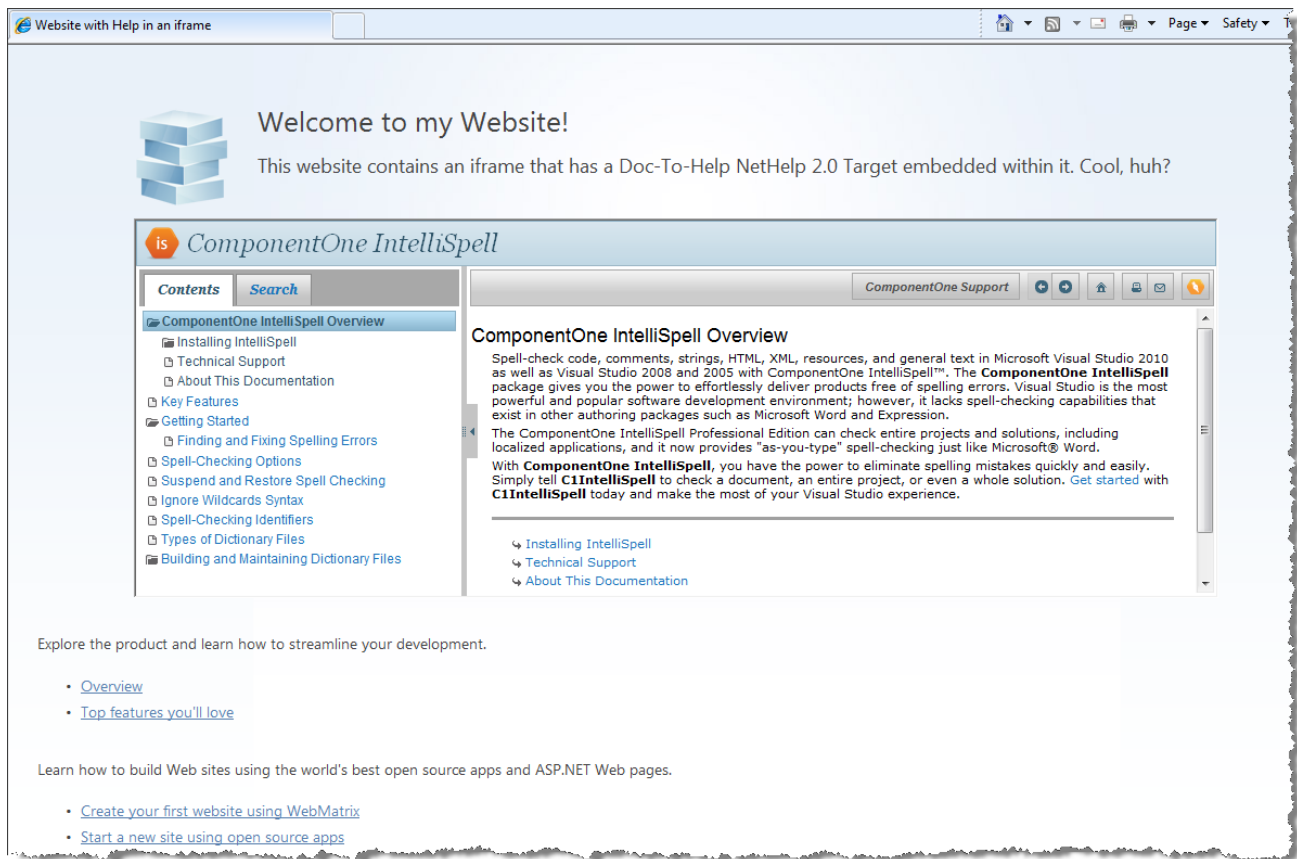 Website with Help in an iframe
Page
Safety
Welcome to my Website!
This website contains an iframe that has a Doc-To-Help NetHelp 2.0 Target embedded within it. Cool, huh?
is ComponentOne IntelliSpell
Contents
Search
ComponentOne Support
ComponentOne IntelliSpell Overview
Installing IntelliSpell
Technical Support
About This Documentation
Key Features
Getting Started
Finding and Fixing Spelling Errors
Spell-Checking Options
Suspend and Restore Spell Checking
Ignore Wildcards Syntax
Spell-Checking Identifiers
Types of Dictionary Files
Building and Maintaining Dictionary Files
ComponentOne IntelliSpell Overview
Spell-check code, comments, strings, HTML, XML, resources, and general text in Microsoft Visual Studio 2010
as well as Visual Studio 2008 and 2005 with ComponentOne IntelliSpell™. The ComponentOne IntelliSpell
package gives you the power to effortlessly deliver products free of spelling errors. Visual Studio is the most
powerful and popular software development environment; however, it lacks spell-checking capabilities that
exist in other authoring packages such as Microsoft Word and Expression.
The ComponentOne IntelliSpell Professional Edition can check entire projects and solutions, including
localized applications, and it now provides "as-you-type" spell-checking just like Microsoft® Word.
With ComponentOne IntelliSpell, you have the power to eliminate spelling mistakes quickly and easily.
Simply tell C1IntelliSpell to check a document, an entire project, or even a whole solution. Get started with
C1IntelliSpell today and make the most of your Visual Studio experience.
Installing IntelliSpell
Technical Support
About This Documentation
Explore the product and learn how to streamline your development.
• Overview
• Top features you'll love
Learn how to build Web sites using the world's best open source apps and ASP.NET Web pages.
• Create your first website using WebMatrix
• Start a new site using open source apps